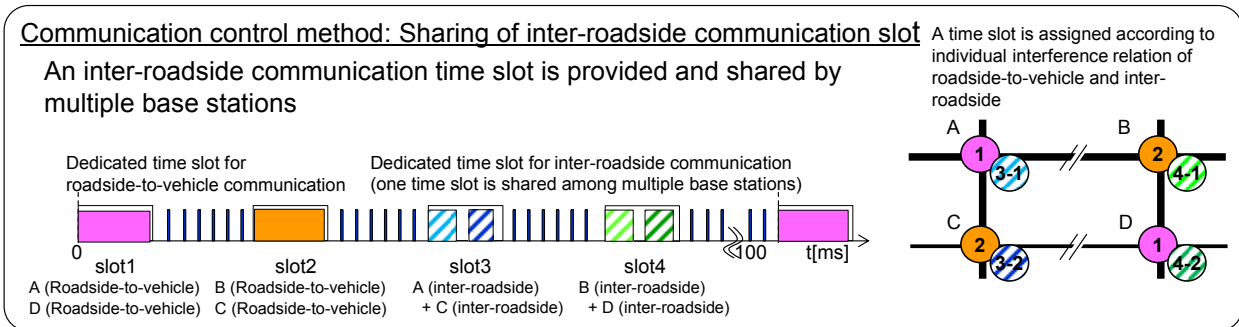 Communication control method: Sharing of inter-roadside communication slot
An inter-roadside communication time slot is provided and shared by
multiple base stations
A time slot is assigned according to
individual interference relation of
roadside-to-vehicle and inter-
roadside
Dedicated time slot for
roadside-to-vehicle communication
Dedicated time slot for inter-roadside communication
(one time slot is shared among multiple base stations)
0
100
t[ms]
slot1
slot2
slot3
slot4
A (Roadside-to-vehicle)
D (Roadside-to-vehicle)
B (Roadside-to-vehicle)
C (Roadside-to-vehicle)
A (inter-roadside)
+ C (inter-roadside)
B (inter-roadside)
+ D (inter-roadside)
A
1
3-1
B
2
4-1
C
2
3-2
D
1
4-2